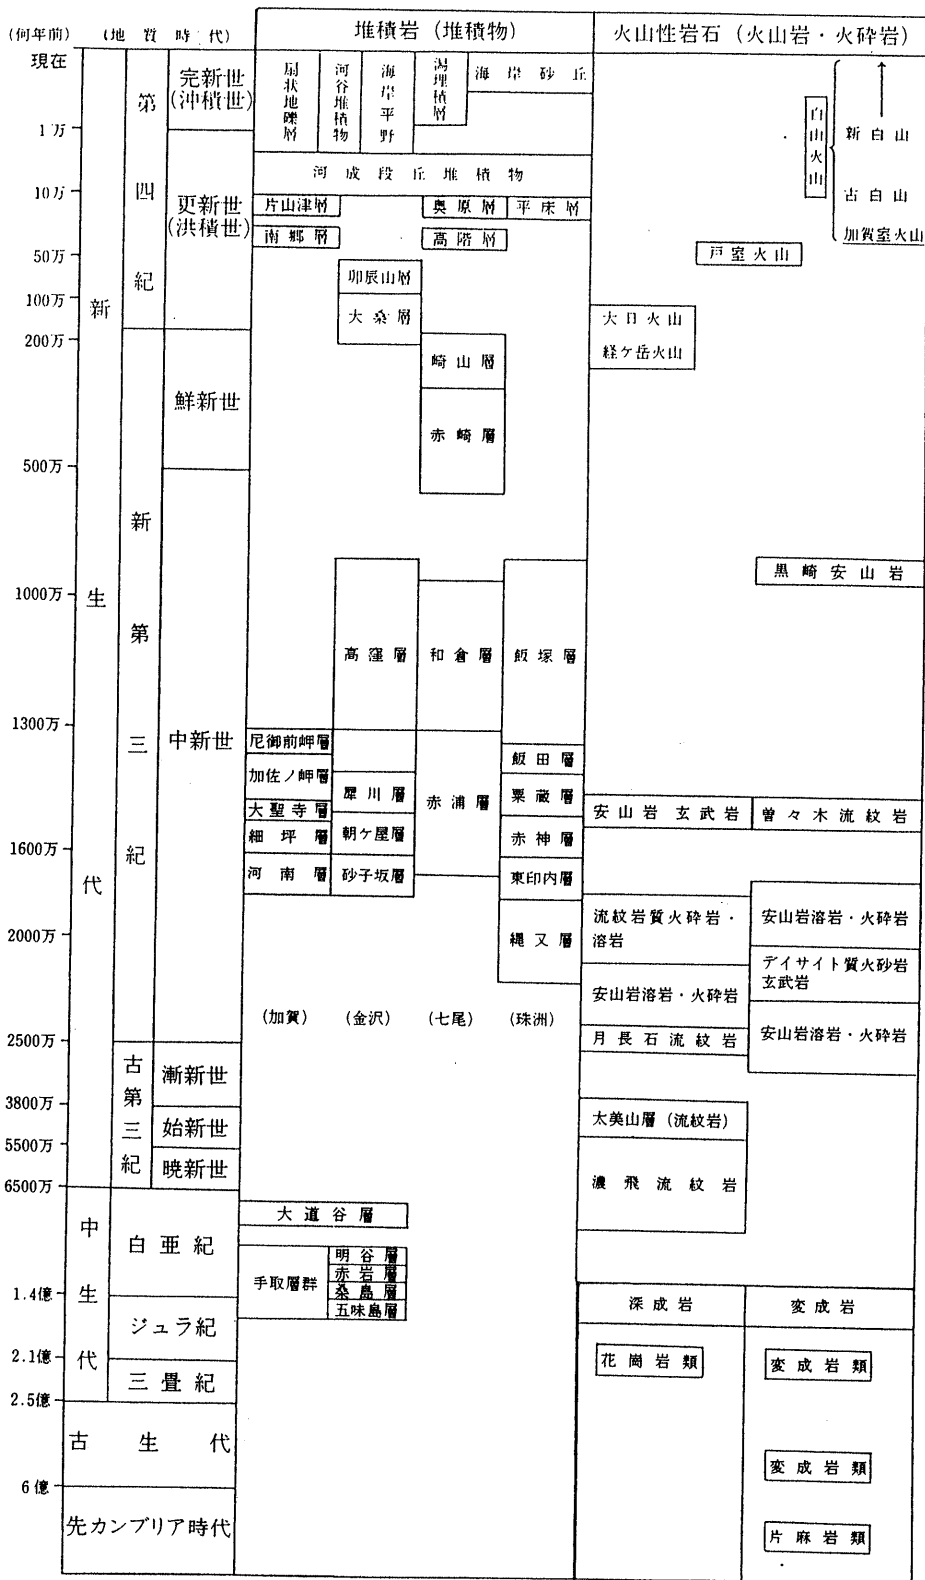 (何年前) (地質時代) 堆積岩(堆積物) 火山性岩石(火山岩・火砕岩)
現在
1万
10万
50万
100万
200万
500万
1000万
1300万
1600万
2000万
2500万
3800万
5500万
6500万
1.4億
2.1億
2.5億
6億
新生代
第四紀
完新世
(沖積世)
更新世
(洪積世)
新第三紀
鮮新世
中新世
古第三紀
漸新世
始新世
暁新世
中生代
白亜紀
ジュラ紀
三畳紀
古生代
先カンブリア時代
扇状地礫層
河谷堆積物
海岸平野
潟埋積層
海岸砂丘
河成段丘堆積物
片山津層
奥原層
平床層
南郷層
高階層
卯辰山層
大桑層
崎山層
赤崎層
高窪層
和倉層
飯塚層
尼御前岬層
加佐ノ岬層
大聖寺層
細坪層
河南層
犀川層
朝ケ屋層
砂子坂層
赤浦層
飯田層
粟蔵層
赤神層
東印内層
縄又層
(加賀) (金沢) (七尾) (珠洲)
大道谷層
手取層群
明谷層
赤岩層
桑島層
五味島層
白山火山
新白山
古白山
加賀室火山
戸室火山
大日火山
経ケ岳火山
黒崎安山岩
安山岩 玄武岩
曽々木流紋岩
流紋岩質火砕岩・
溶岩
安山岩溶岩・火砕岩
デイサイト質火砂岩
玄武岩
安山岩溶岩・火砕岩
月長石流紋岩
安山岩溶岩・火砕岩
太美山層(流紋岩)
濃飛流紋岩
深成岩
変成岩
花崗岩類
変成岩類
変成岩類
片麻岩類